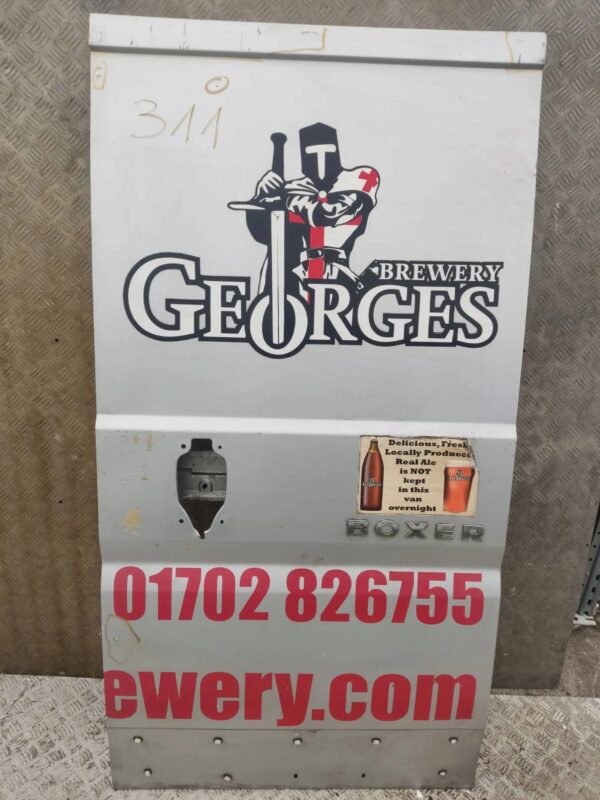 311
BREWERY
GEORGES
Delicious, Fresh
Locally Produced
Real Ale
is NOT
kept
in this
van
overnight
BOXER
01702 826755
ewery.com